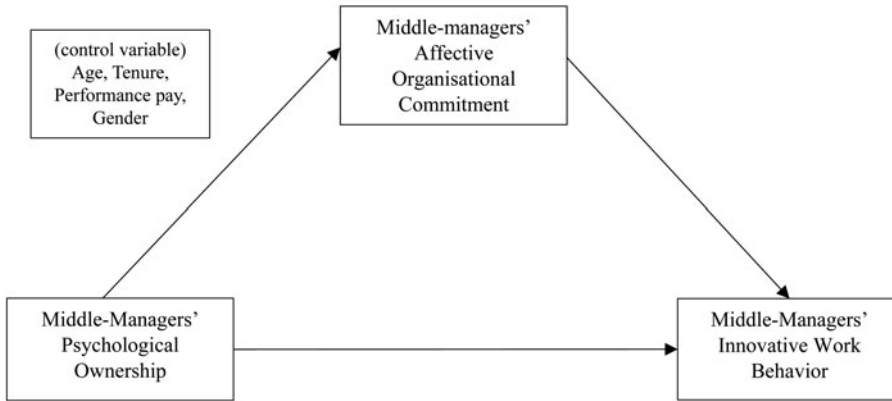 (control variable)
Age, Tenure,
Performance pay,
Gender
Middle-managers’
Affective
Organisational
Commitment
Middle-Managers’
Psychological
Ownership
Middle-Managers’
Innovative Work
Behavior